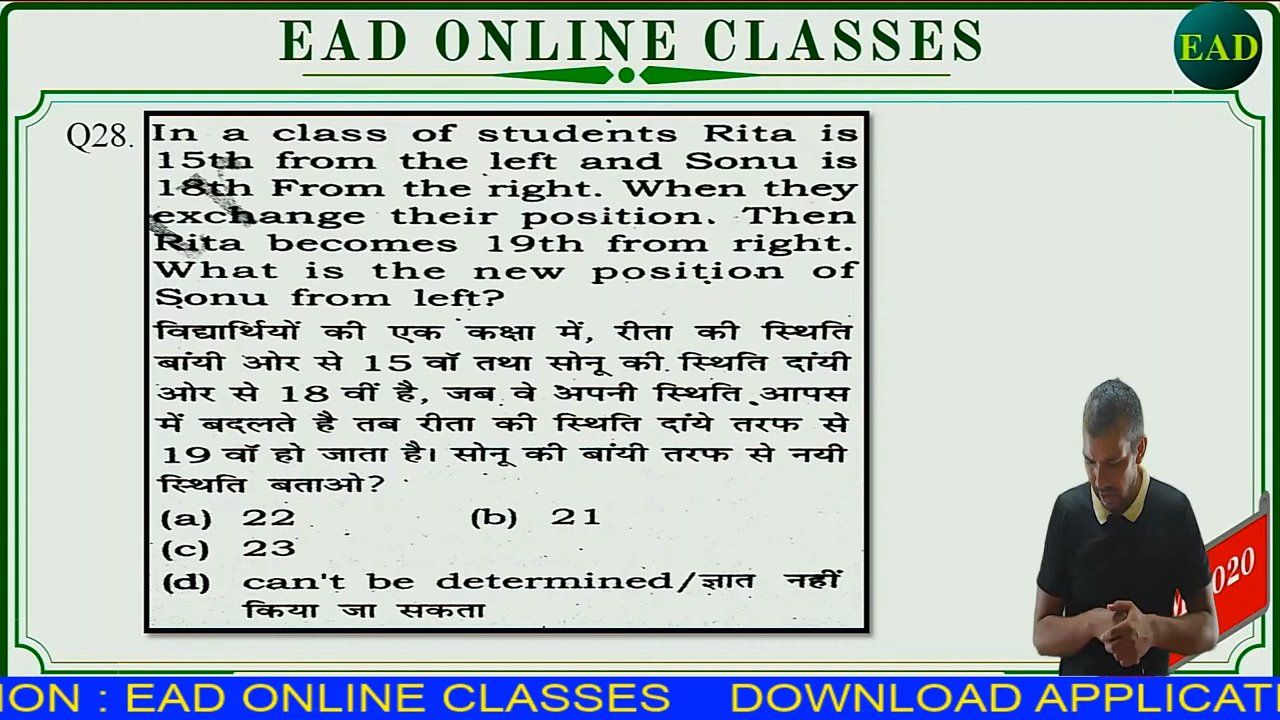 EAD ONLINE CLASSES
EAD
Q28.
In a class of students Rita is
15th from the left and Sonu is
18th From the right. When they
exchange their position. Then
Rita becomes 19th from right.
What is the new position of
Sonu from left?
विद्यार्थियों की एक कक्षा में, रीता की स्थिति
बांयी ओर से 15 वॉ तथा सोनू की स्थिति दांयी
ओर से 18 वीं है, जब वे अपनी स्थिति आपस
में बदलते है तब रीता की स्थिति दांये तरफ से
19 वॉ हो जाता है। सोनू की बांयी तरफ से नयी
स्थिति बताओ?
(a) 22 (b) 21
(c) 23
(d) can't be determined/ज्ञात नहीं
किया जा सकता
020
ION : EAD ONLINE CLASSES DOWNLOAD APPLICATI